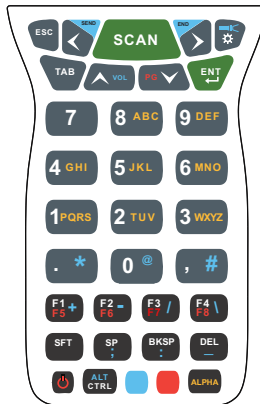 SEND END
ESC SCAN
TAB VOL PG ENT
7 8 ABC 9 DEF
4 GHI 5 JKL 6 MNO
1 PQRS 2 TUV 3 WXYZ
. * 0 @ , #
F1 + F2 - F3 / F4 \
F5 F6 F7 F8
SFT SP ; BKSP : DEL _
ALT
CTRL ALPHA